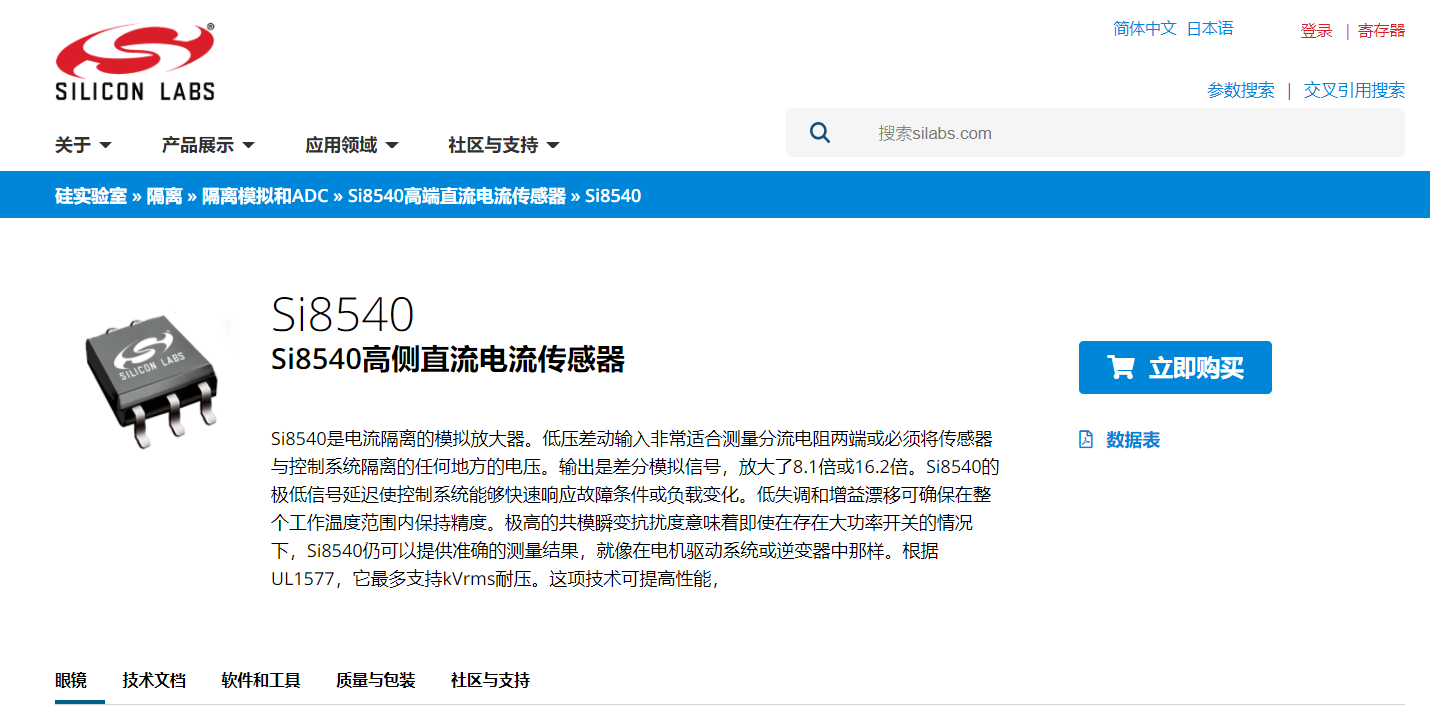 简体中文 日本语
登录 | 寄存器
SILICON LABS
参数搜索 | 交叉引用搜索
关于 产品展示 应用领域 社区与支持
搜索silabs.com
硅实验室 » 隔离 » 隔离模拟和ADC » Si8540高端直流电流传感器 » Si8540
Si8540
Si8540高侧直流电流传感器
SILICON LABS
立即购买
数据表
Si8540是电流隔离的模拟放大器。低压差动输入非常适合测量分流电阻两端或必须将传感器
与控制系统隔离的任何地方的电压。输出是差分模拟信号，放大了8.1倍或16.2倍。Si8540的
极低信号延迟使控制系统能够快速响应故障条件或负载变化。低失调和增益漂移可确保在整
个工作温度范围内保持精度。极高的共模瞬变抗扰度意味着即使在存在大功率开关的情况
下，Si8540仍可以提供准确的测量结果，就像在电机驱动系统或逆变器中那样。根据
UL1577，它最多支持kVrms耐压。这项技术可提高性能，
眼镜 技术文档 软件和工具 质量与包装 社区与支持